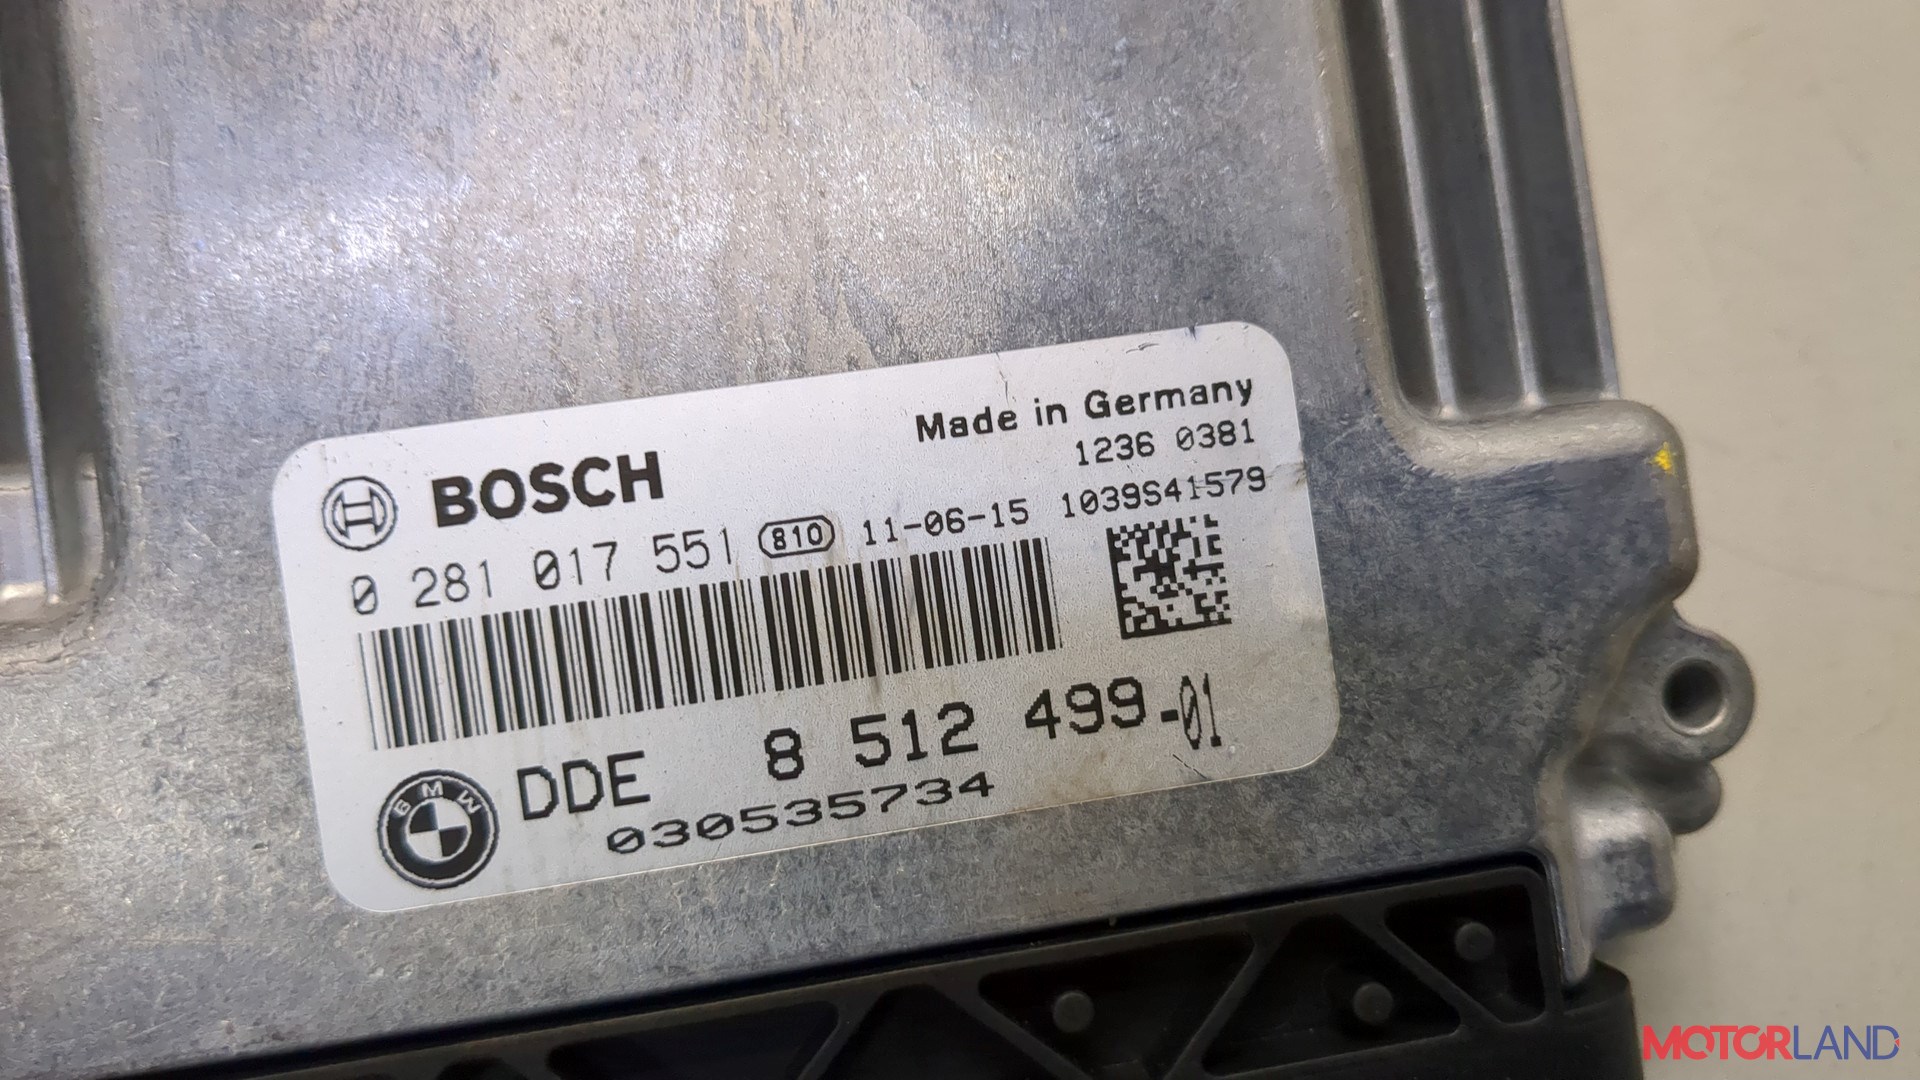 BOSCH
Made in Germany
1236 0381
0 281 017 551 810 11-06-15 1039S41579
DDE 8 512 499-01
BMW
030535734
MOTORLAND